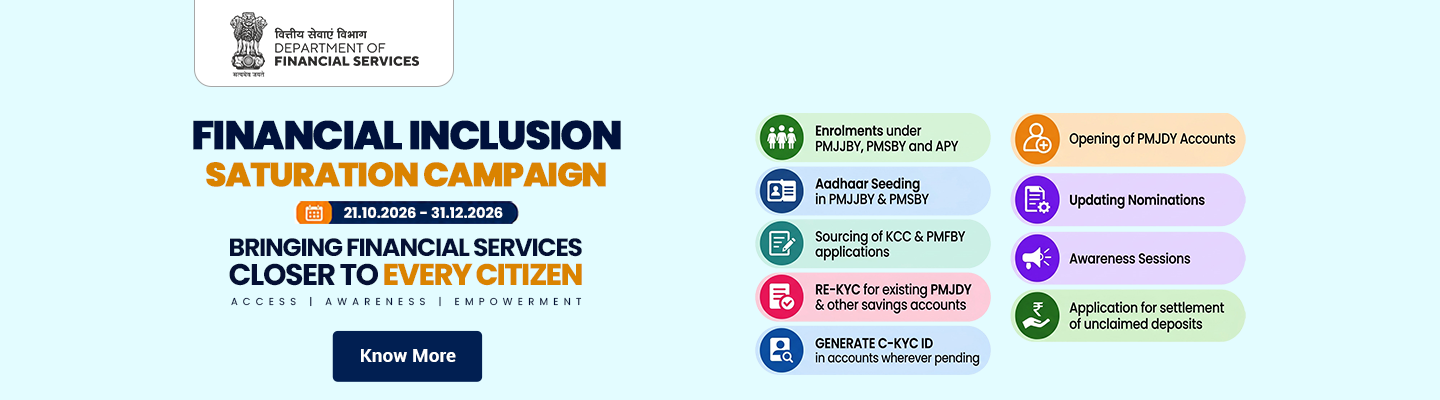 वित्तीय सेवाएं विभाग
DEPARTMENT OF
FINANCIAL SERVICES
सत्यमेव जयते
FINANCIAL INCLUSION
SATURATION CAMPAIGN
21.10.2026 - 31.12.2026
BRINGING FINANCIAL SERVICES
CLOSER TO EVERY CITIZEN
ACCESS | AWARENESS | EMPOWERMENT
Know More
Enrolments under
PMJJBY, PMSBY and APY
Aadhaar Seeding
in PMJJBY & PMSBY
Sourcing of KCC & PMFBY
applications
RE-KYC for existing PMJDY
& other savings accounts
GENERATE C-KYC ID
in accounts wherever pending
Opening of PMJDY Accounts
Updating Nominations
Awareness Sessions
₹
Application for settlement
of unclaimed deposits